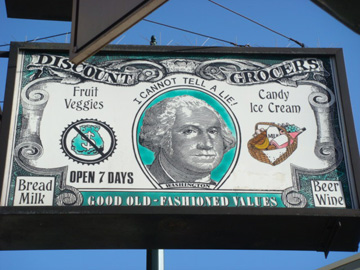 DISCOUNT GROCERS
I CANNOT TELL A LIE!
Fruit
Veggies
Candy
Ice Cream
MILK
OPEN 7 DAYS
WASHINGTON
Bread
Milk
Beer
Wine
GOOD OLD-FASHIONED VALUES